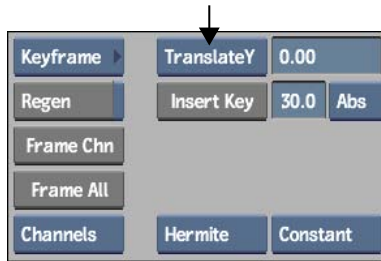 Keyframe TranslateY 0.00
Regen Insert Key 30.0 Abs
Frame Chn
Frame All
Channels Hermite Constant